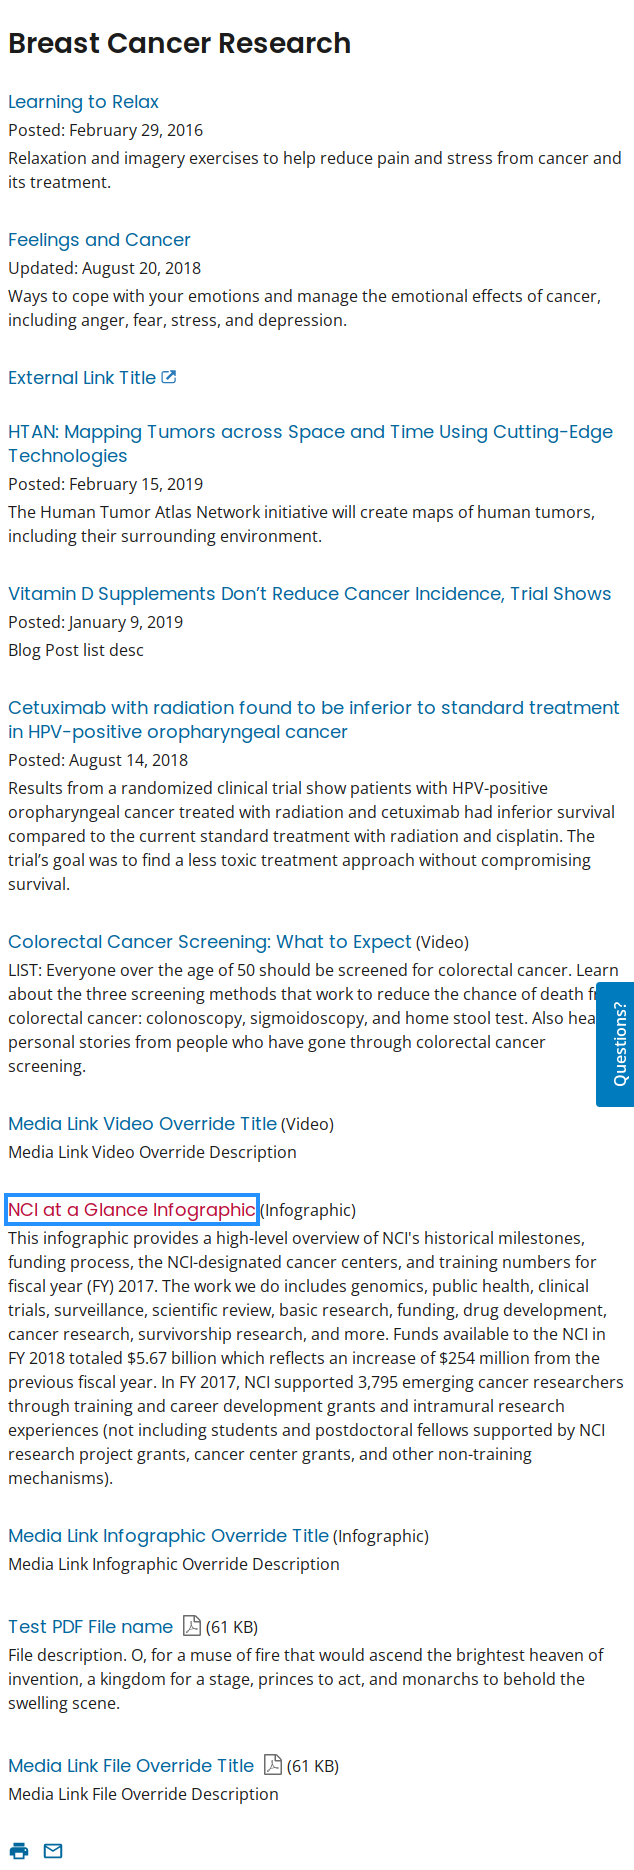 Breast Cancer Research
Learning to Relax
Posted: February 29, 2016
Relaxation and imagery exercises to help reduce pain and stress from cancer and
its treatment.
Feelings and Cancer
Updated: August 20, 2018
Ways to cope with your emotions and manage the emotional effects of cancer,
including anger, fear, stress, and depression.
External Link Title
HTAN: Mapping Tumors across Space and Time Using Cutting-Edge
Technologies
Posted: February 15, 2019
The Human Tumor Atlas Network initiative will create maps of human tumors,
including their surrounding environment.
Vitamin D Supplements Don’t Reduce Cancer Incidence, Trial Shows
Posted: January 9, 2019
Blog Post list desc
Cetuximab with radiation found to be inferior to standard treatment
in HPV-positive oropharyngeal cancer
Posted: August 14, 2018
Results from a randomized clinical trial show patients with HPV-positive
oropharyngeal cancer treated with radiation and cetuximab had inferior survival
compared to the current standard treatment with radiation and cisplatin. The
trial’s goal was to find a less toxic treatment approach without compromising
survival.
Colorectal Cancer Screening: What to Expect (Video)
LIST: Everyone over the age of 50 should be screened for colorectal cancer. Learn
about the three screening methods that work to reduce the chance of death
colorectal cancer: colonoscopy, sigmoidoscopy, and home stool test. Also
personal stories from people who have gone through colorectal cancer
screening.
Questions?
Media Link Video Override Title (Video)
Media Link Video Override Description
NCI at a Glance Infographic (Infographic)
This infographic provides a high-level overview of NCI's historical milestones,
funding process, the NCI-designated cancer centers, and training numbers for
fiscal year (FY) 2017. The work we do includes genomics, public health, clinical
trials, surveillance, scientific review, basic research, funding, drug development,
cancer research, survivorship research, and more. Funds available to the NCI in
FY 2018 totaled $5.67 billion which reflects an increase of $254 million from the
previous fiscal year. In FY 2017, NCI supported 3,795 emerging cancer researchers
through training and career development grants and intramural research
experiences (not including students and postdoctoral fellows supported by NCI
research project grants, cancer center grants, and other non-training
mechanisms).
Media Link Infographic Override Title (Infographic)
Media Link Infographic Override Description
Test PDF File name (61 KB)
File description. O, for a muse of fire that would ascend the brightest heaven of
invention, a kingdom for a stage, princes to act, and monarchs to behold the
swelling scene.
Media Link File Override Title (61 KB)
Media Link File Override Description